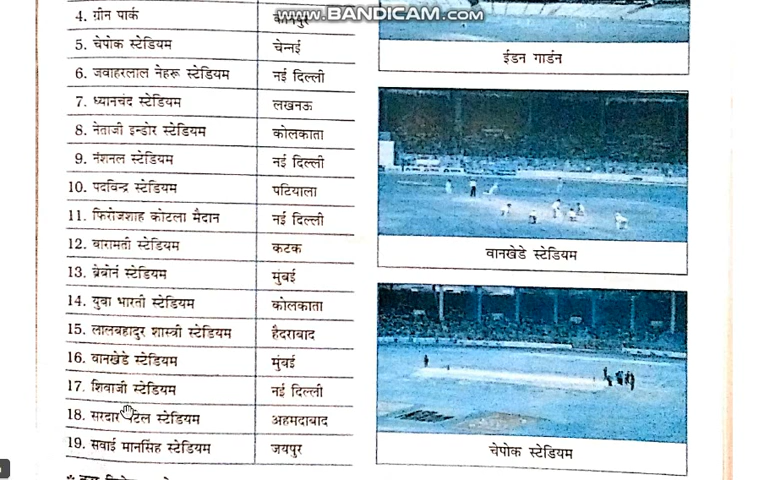 www.BANDICAM.com
4. ग्रीन पार्क कानपुर
5. चेपोक स्टेडियम चेन्नई
6. जवाहरलाल नेहरू स्टेडियम नई दिल्ली
7. ध्यानचंद स्टेडियम लखनऊ
8. नेताजी इन्डोर स्टेडियम कोलकाता
9. नेशनल स्टेडियम नई दिल्ली
10. पदविन्द्र स्टेडियम पटियाला
11. फिरोजशाह कोटला मैदान नई दिल्ली
12. वारामती स्टेडियम कटक
13. ब्रेबोर्न स्टेडियम मुंबई
14. युवा भारती स्टेडियम कोलकाता
15. लालबहादुर शास्त्री स्टेडियम हैदराबाद
16. वानखेडे स्टेडियम मुंबई
17. शिवाजी स्टेडियम नई दिल्ली
18. सरदार पटेल स्टेडियम अहमदाबाद
19. सवाई मानसिंह स्टेडियम जयपुर
ईडन गार्डन
वानखेडे स्टेडियम
चेपोक स्टेडियम